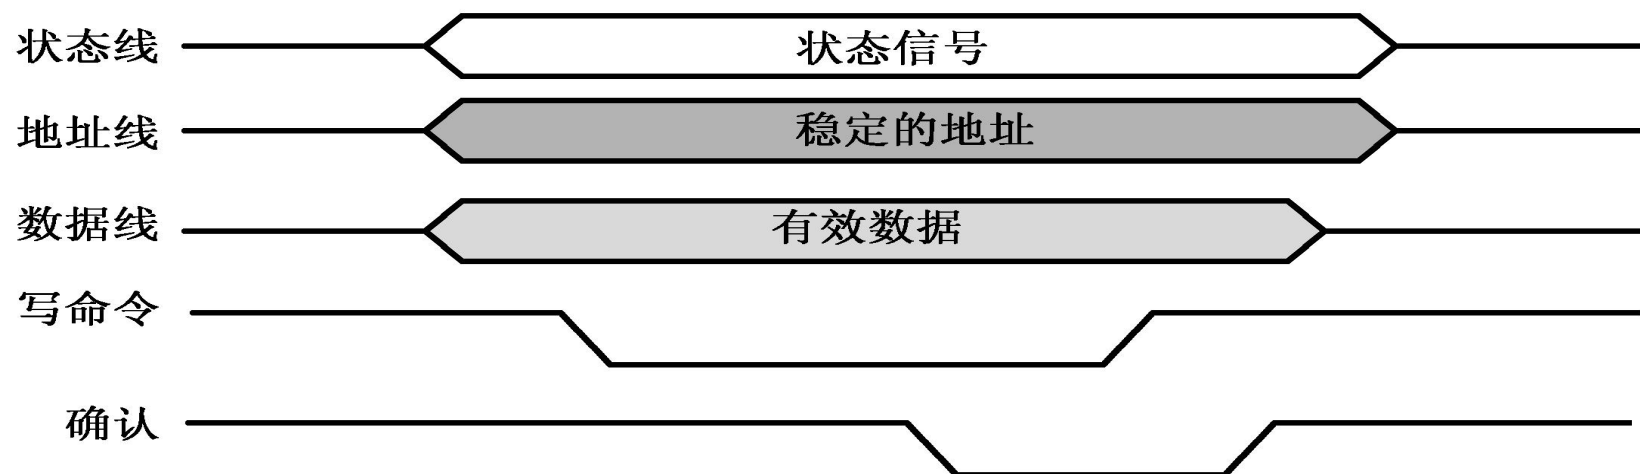 状态线 状态信号
地址线 稳定的地址
数据线 有效数据
写命令
确认